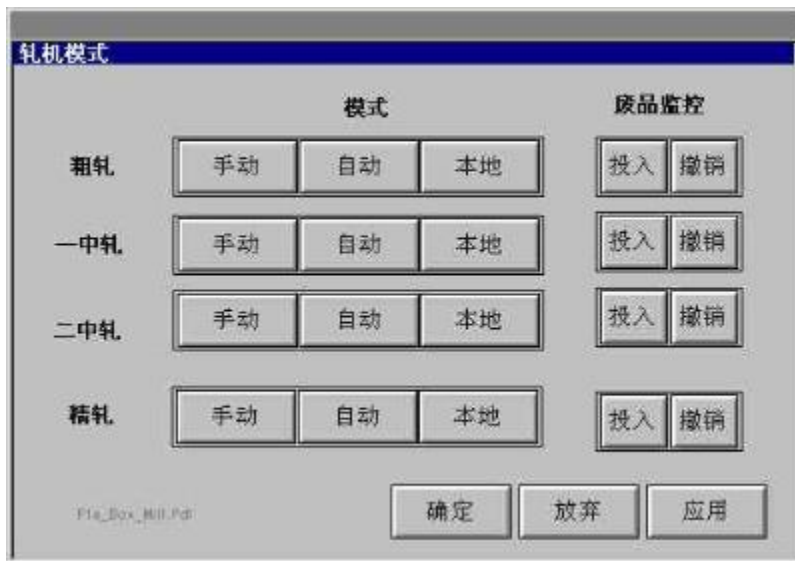 轧机模式
模式 废品监控
粗轧 手动 自动 本地 投入 撤销
一中轧 手动 自动 本地 投入 撤销
二中轧 手动 自动 本地 投入 撤销
精轧 手动 自动 本地 投入 撤销
确定 放弃 应用